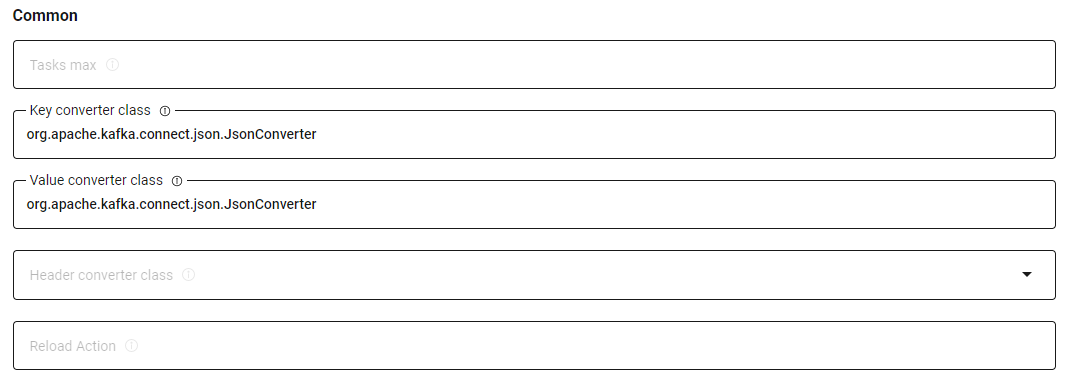 Common
Tasks max
Key converter class
org.apache.kafka.connect.json.JsonConverter
Value converter class
org.apache.kafka.connect.json.JsonConverter
Header converter class
Reload Action